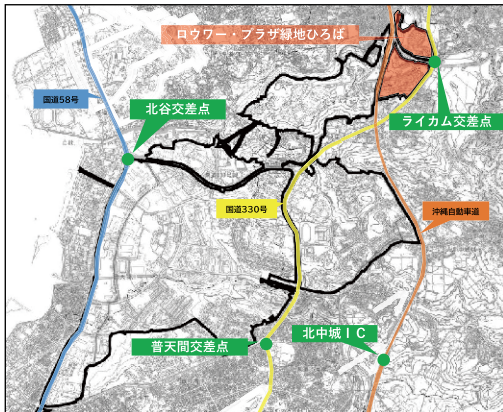 ロウワー・プラザ緑地ひろば
国道58号
北谷交差点
ライカム交差点
国道330号
沖縄自動車道
普天間交差点
北中城IC